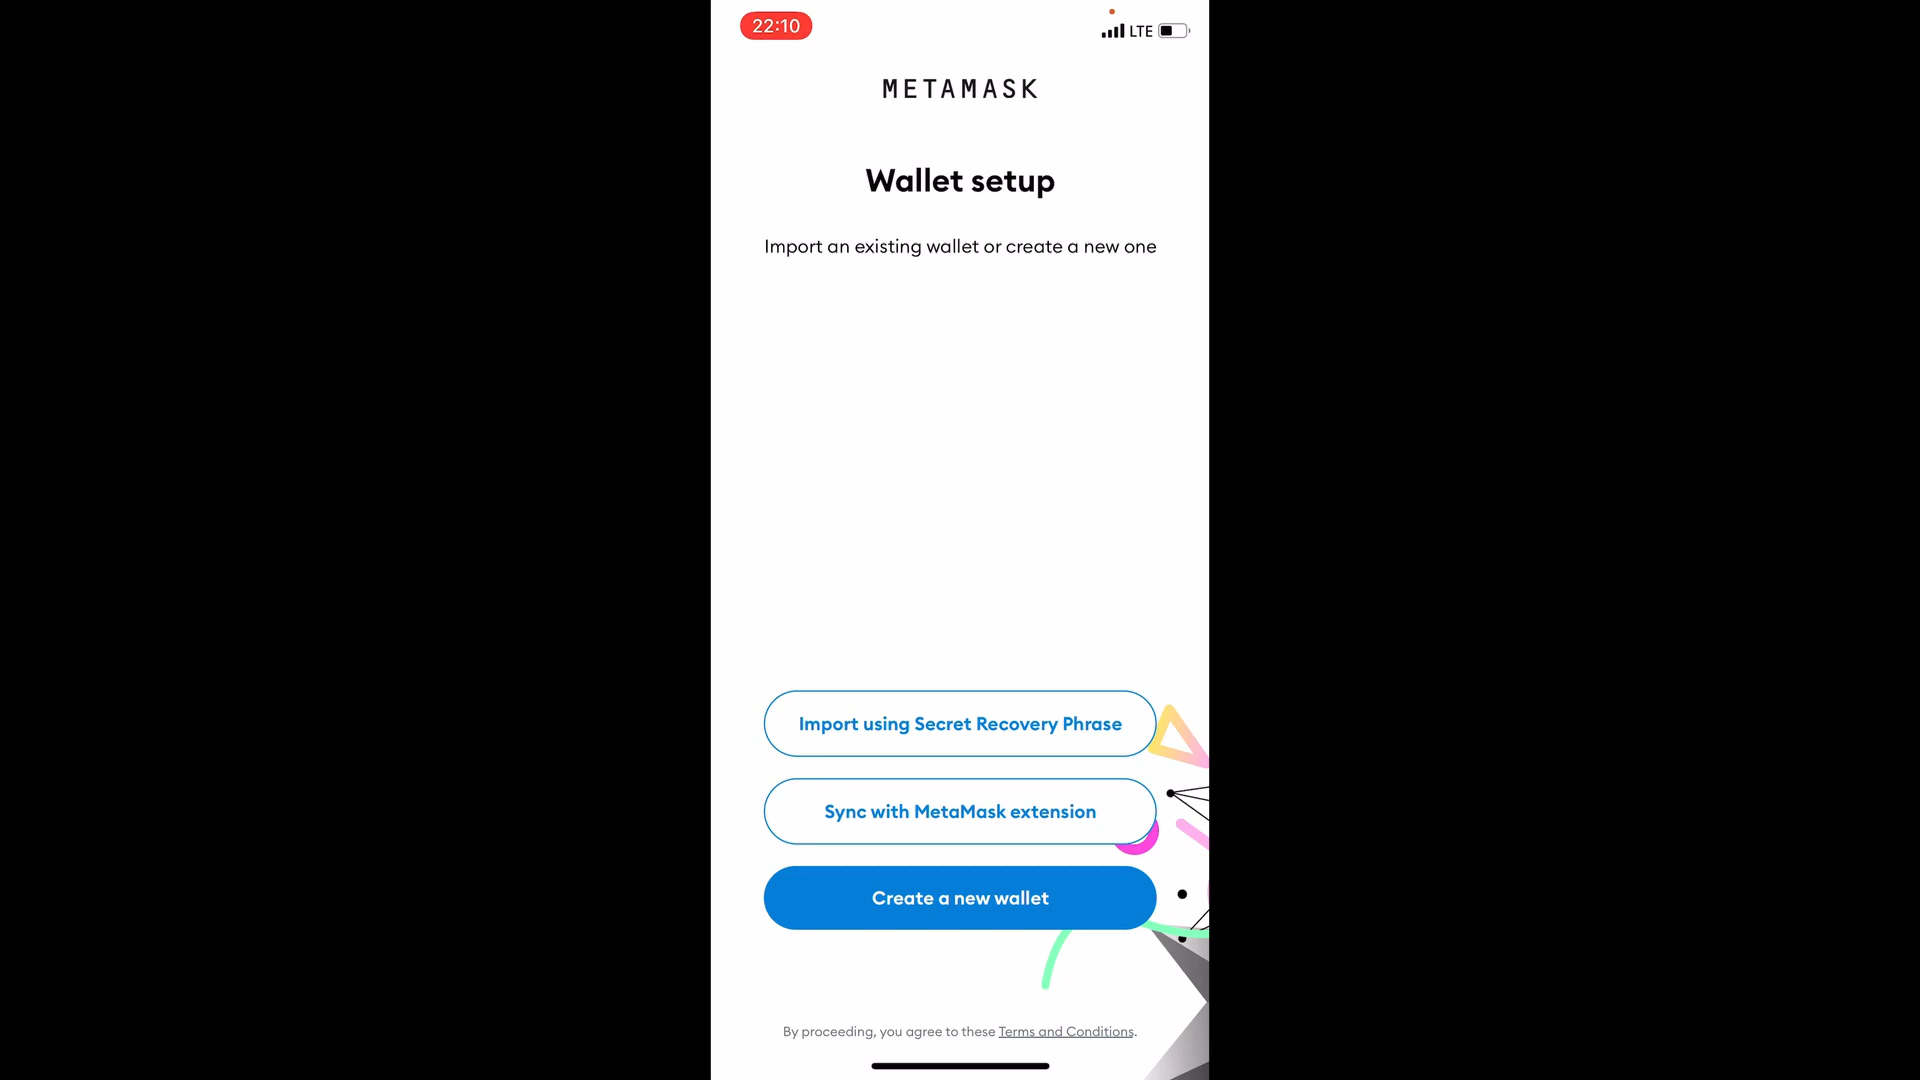 22:10
LTE
METAMASK
Wallet setup
Import an existing wallet or create a new one
Import using Secret Recovery Phrase
Sync with MetaMask extension
Create a new wallet
By proceeding, you agree to these Terms and Conditions.